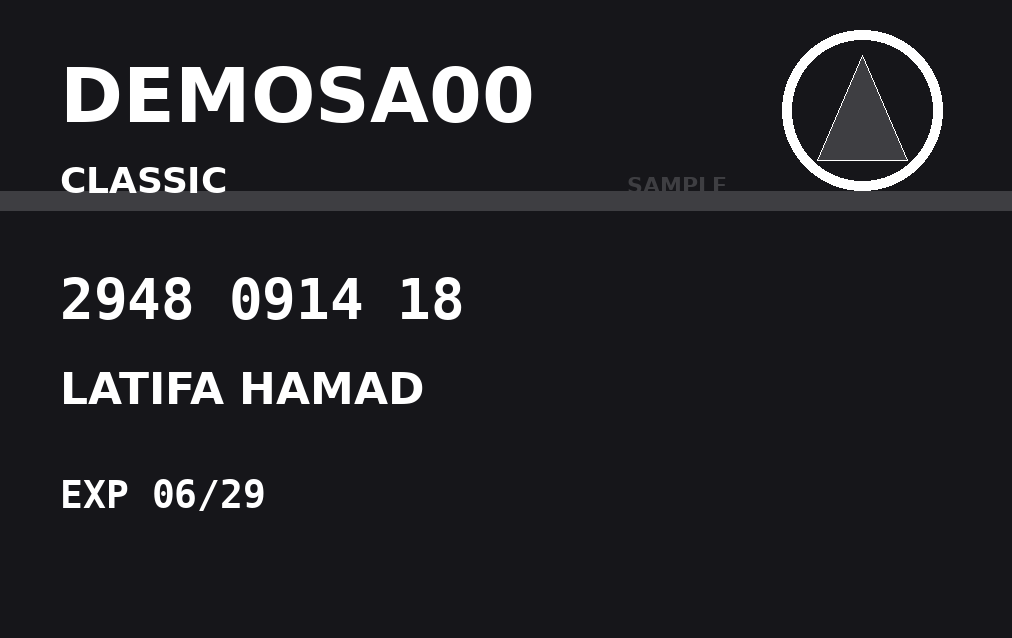 DEMOSA00
CLASSIC
SAMPLE
2948 0914 18
LATIFA HAMAD
EXP 06/29